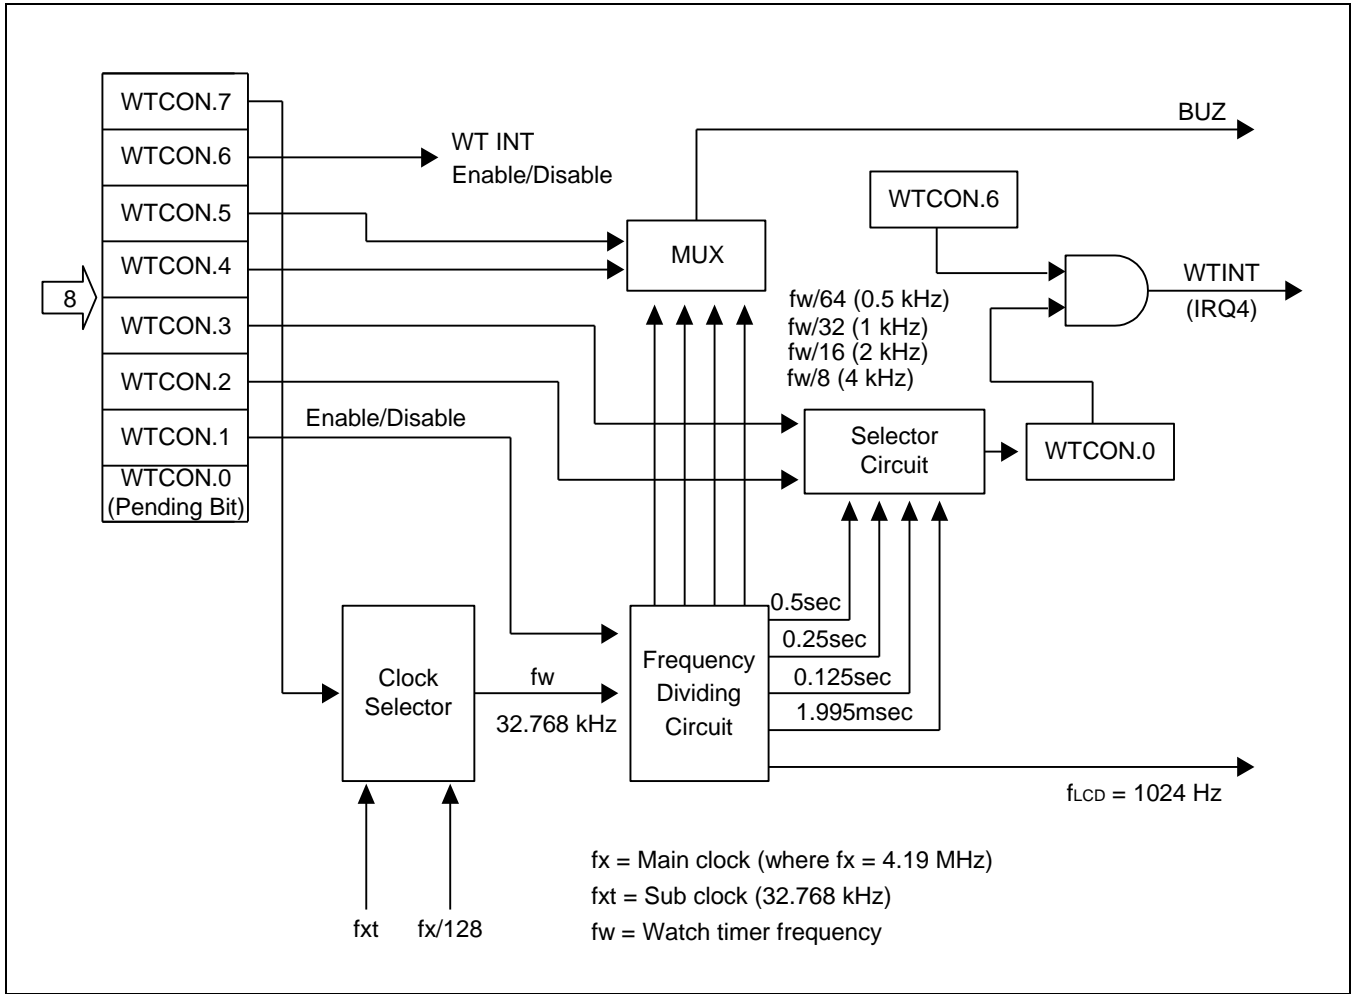 WTCON.7
WTCON.6
WTCON.5
WTCON.4
WTCON.3
WTCON.2
WTCON.1
WTCON.0
(Pending Bit)
8
WT INT
Enable/Disable
Enable/Disable
MUX
BUZ
WTCON.6
WTINT
(IRQ4)
fw/64 (0.5 kHz)
fw/32 (1 kHz)
fw/16 (2 kHz)
fw/8 (4 kHz)
Selector
Circuit
WTCON.0
Clock
Selector
fw
32.768 kHz
Frequency
Dividing
Circuit
0.5sec
0.25sec
0.125sec
1.995msec
fLCD = 1024 Hz
fxt
fx/128
fx = Main clock (where fx = 4.19 MHz)
fxt = Sub clock (32.768 kHz)
fw = Watch timer frequency